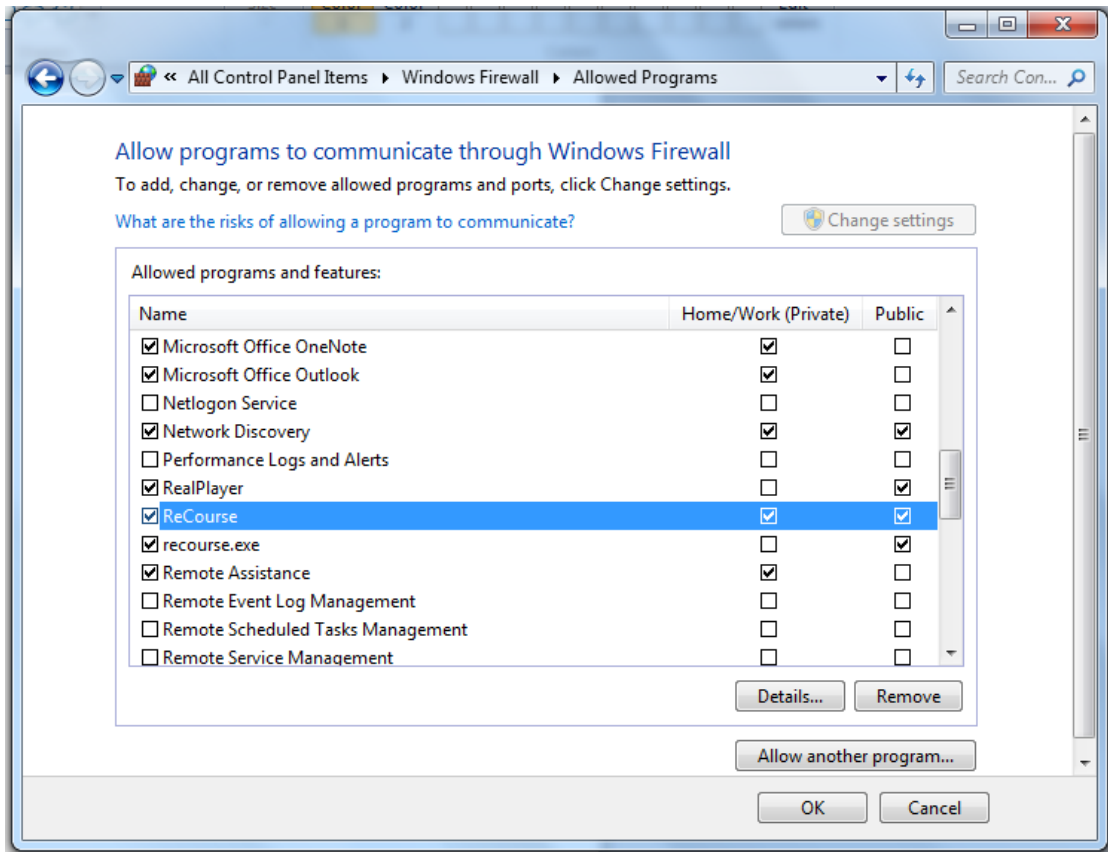 « All Control Panel Items ▸ Windows Firewall ▸ Allowed Programs
Search Con...
Allow programs to communicate through Windows Firewall
To add, change, or remove allowed programs and ports, click Change settings.
What are the risks of allowing a program to communicate?
Change settings
Allowed programs and features:
Name Home/Work (Private) Public
Microsoft Office OneNote
Microsoft Office Outlook
Netlogon Service
Network Discovery
Performance Logs and Alerts
RealPlayer
ReCourse
recourse.exe
Remote Assistance
Remote Event Log Management
Remote Scheduled Tasks Management
Remote Service Management
Details... Remove
Allow another program...
OK Cancel